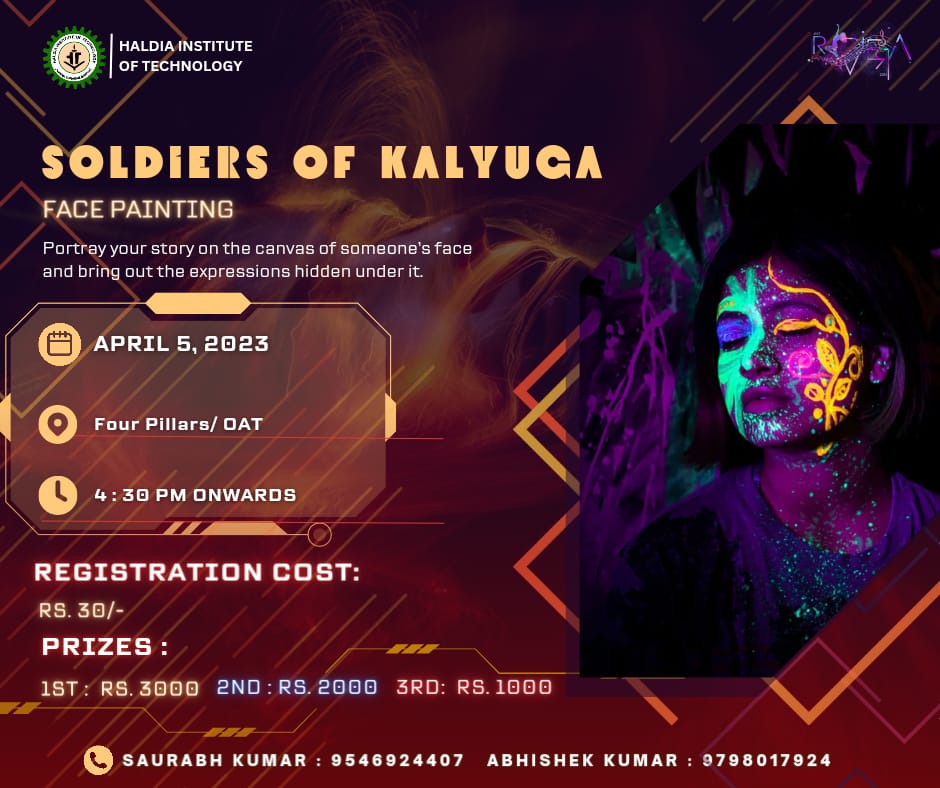 HALDIA INSTITUTE
OF TECHNOLOGY
SOLDIERS OF KALYUGA
FACE PAINTING
Portray your story on the canvas of someone's face
and bring out the expressions hidden under it.
APRIL 5, 2023
Four Pillars/ OAT
4 : 30 PM ONWARDS
REGISTRATION COST:
RS. 30/-
PRIZES :
1ST : RS. 3000 2ND : RS. 2000 3RD: RS. 1000
SAURABH KUMAR : 9546924407 ABHISHEK KUMAR : 9798017924